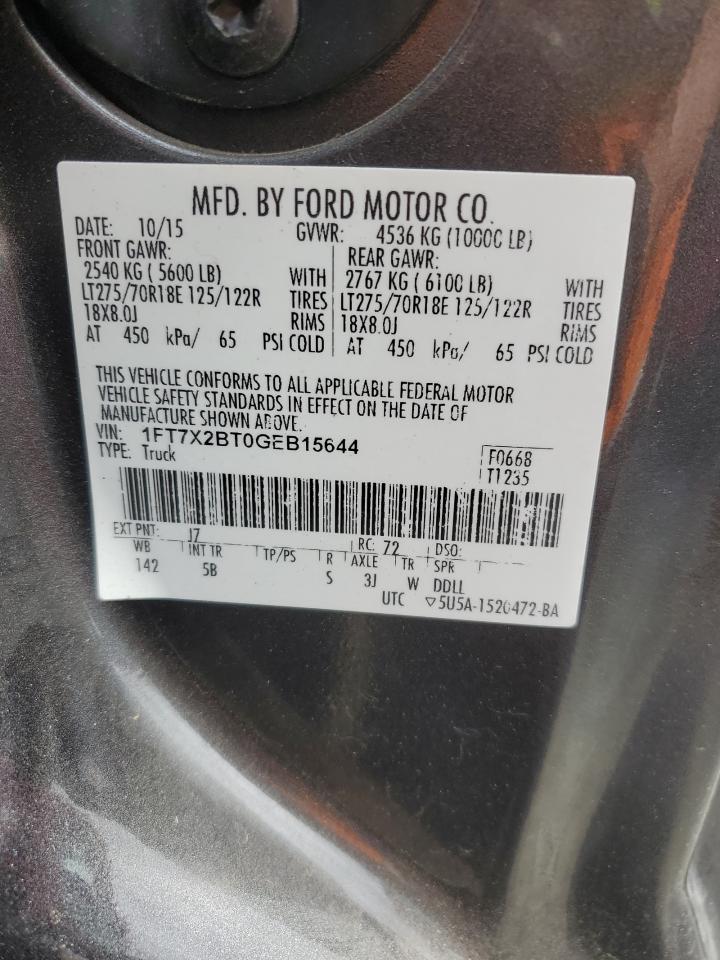 MFD. BY FORD MOTOR CO.
DATE: 10/15 GVWR: 4536 KG (10000 LB)
FRONT GAWR: REAR GAWR:
2540 KG ( 5600 LB) WITH 2767 KG ( 6100 LB) WITH
LT275/70R18E 125/122R TIRES LT275/70R18E 125/122R TIRES
18X8.0J RIMS 18X8.0J RIMS
AT 450 kPa/ 65 PSI COLD AT 450 kPa/ 65 PSI COLD
THIS VEHICLE CONFORMS TO ALL APPLICABLE FEDERAL MOTOR
VEHICLE SAFETY STANDARDS IN EFFECT ON THE DATE OF
MANUFACTURE SHOWN ABOVE.
VIN: 1FT7X2BT0GEB15644
TYPE: Truck
F0668
T1235
EXT PNT: J7 RC: 72 DSO:
WB INT TR TP/PS R AXLE TR SPR
142 5B S 3J W DDLL
UTC ▽5U5A-1520472-BA